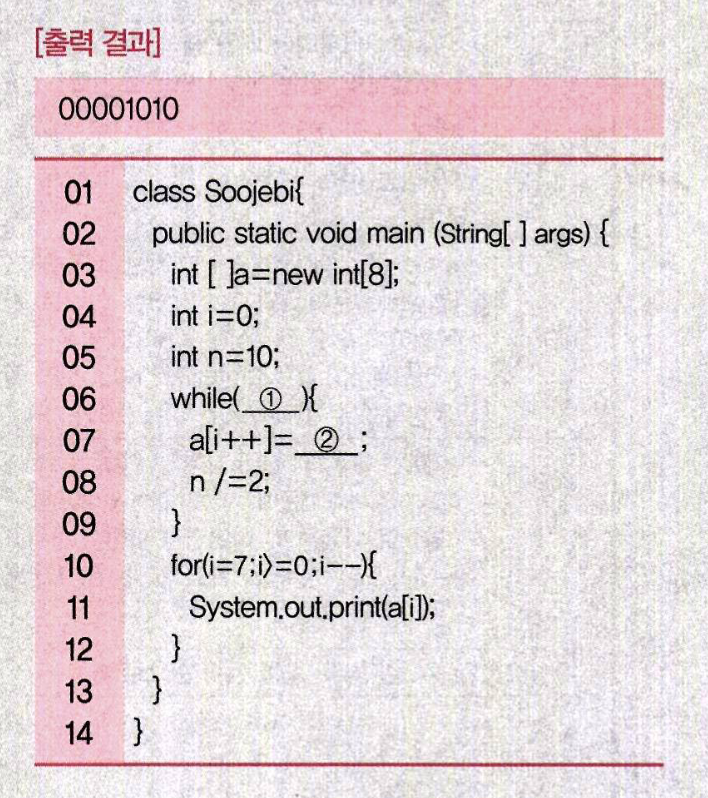 [출력 결과]
00001010
01 class Soojebi{
02 public static void main (String[ ] args) {
03 int [ ]a=new int[8];
04 int i=0;
05 int n=10;
06 while( ① ){
07 a[i++]= ② ;
08 n /=2;
09 }
10 for(i=7;i>=0;i--){
11 System.out.print(a[i]);
12 }
13 }
14 }